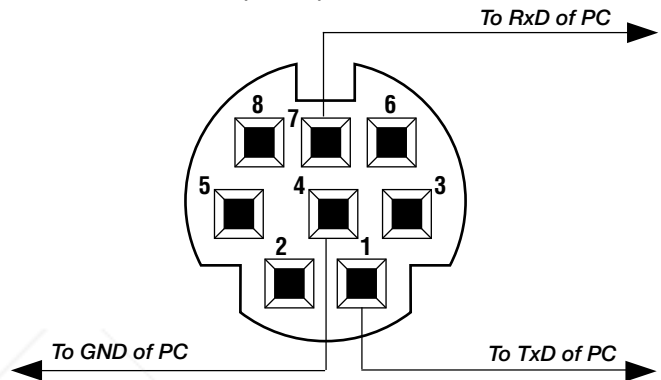 To RxD of PC
8 7 6
5 4 3
2 1
To GND of PC To TxD of PC